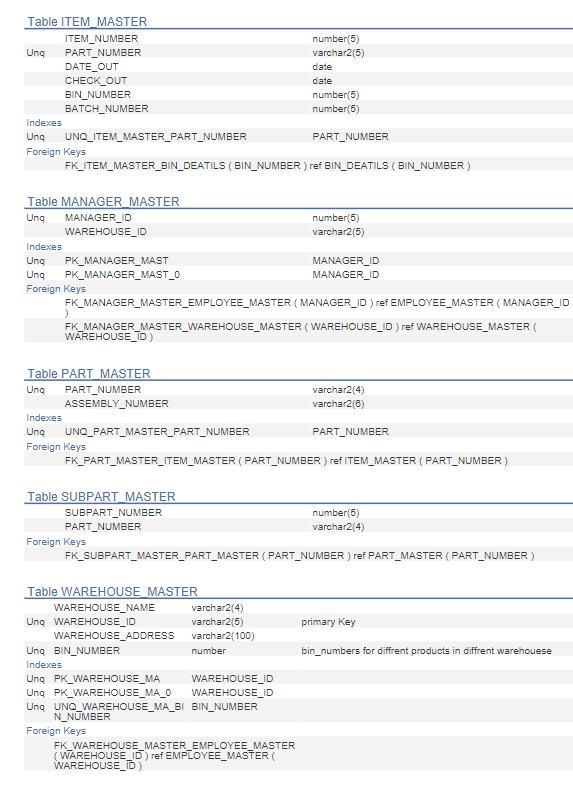 Table ITEM_MASTER
ITEM_NUMBER number(5)
Unq PART_NUMBER varchar2(5)
DATE_OUT date
CHECK_OUT date
BIN_NUMBER number(5)
BATCH_NUMBER number(5)
Indexes
Unq UNQ_ITEM_MASTER_PART_NUMBER PART_NUMBER
Foreign Keys
FK_ITEM_MASTER_BIN_DEATILS ( BIN_NUMBER ) ref BIN_DEATILS ( BIN_NUMBER )
Table MANAGER_MASTER
Unq MANAGER_ID number(5)
WAREHOUSE_ID varchar2(5)
Indexes
Unq PK_MANAGER_MAST MANAGER_ID
Unq PK_MANAGER_MAST_0 MANAGER_ID
Foreign Keys
FK_MANAGER_MASTER_EMPLOYEE_MASTER ( MANAGER_ID ) ref EMPLOYEE_MASTER ( MANAGER_ID
)
FK_MANAGER_MASTER_WAREHOUSE_MASTER ( WAREHOUSE_ID ) ref WAREHOUSE_MASTER (
WAREHOUSE_ID )
Table PART_MASTER
Unq PART_NUMBER varchar2(4)
ASSEMBLY_NUMBER varchar2(6)
Indexes
Unq UNQ_PART_MASTER_PART_NUMBER PART_NUMBER
Foreign Keys
FK_PART_MASTER_ITEM_MASTER ( PART_NUMBER ) ref ITEM_MASTER ( PART_NUMBER )
Table SUBPART_MASTER
SUBPART_NUMBER number(5)
PART_NUMBER varchar2(4)
Foreign Keys
FK_SUBPART_MASTER_PART_MASTER ( PART_NUMBER ) ref PART_MASTER ( PART_NUMBER )
Table WAREHOUSE_MASTER
WAREHOUSE_NAME varchar2(4)
Unq WAREHOUSE_ID varchar2(5) primary Key
WAREHOUSE_ADDRESS varchar2(100)
Unq BIN_NUMBER number bin_numbers for diffrent products in diffrent warehouese
Indexes
Unq PK_WAREHOUSE_MA WAREHOUSE_ID
Unq PK_WAREHOUSE_MA_0 WAREHOUSE_ID
Unq UNQ_WAREHOUSE_MA_BI BIN_NUMBER
N_NUMBER
Foreign Keys
FK_WAREHOUSE_MASTER_EMPLOYEE_MASTER
( WAREHOUSE_ID ) ref EMPLOYEE_MASTER (
WAREHOUSE_ID )